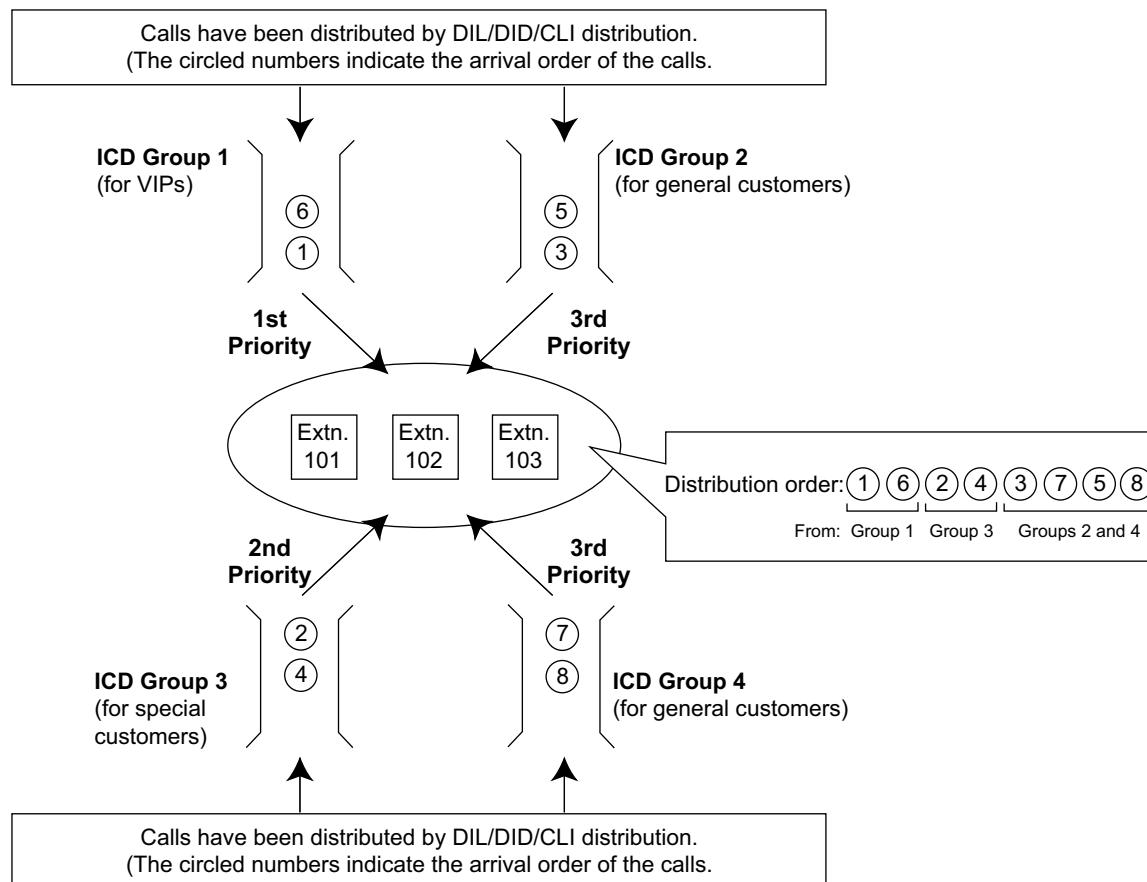 Calls have been distributed by DIL/DID/CLI distribution.
(The circled numbers indicate the arrival order of the calls.
ICD Group 1
(for VIPs)
6
1
ICD Group 2
(for general customers)
5
3
1st
Priority
3rd
Priority
Extn.
101
Extn.
102
Extn.
103
Distribution order: 1 6 2 4 3 7 5 8
From: Group 1 Group 3 Groups 2 and 4
2nd
Priority
3rd
Priority
ICD Group 3
(for special
customers)
2
4
ICD Group 4
(for general customers)
7
8
Calls have been distributed by DIL/DID/CLI distribution.
(The circled numbers indicate the arrival order of the calls.